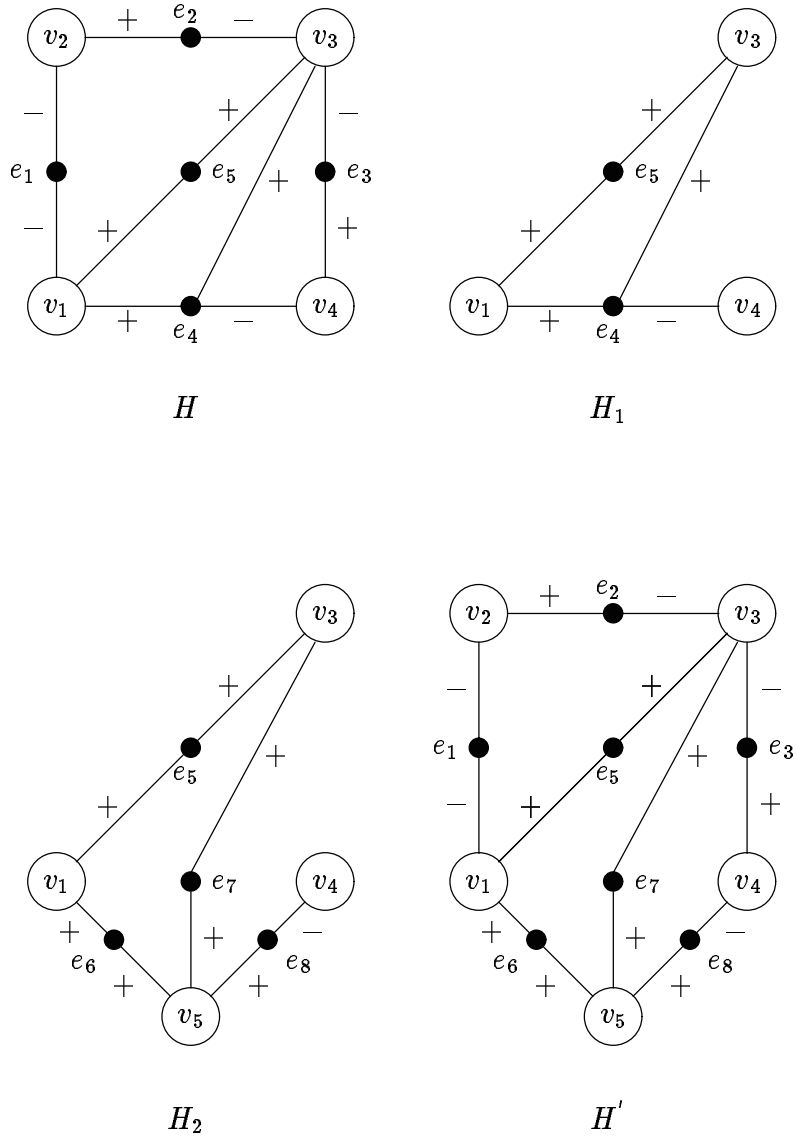 v2 + e2 − v3 v3
− + − +
e1 e5 + e3 e5 +
− + + +
v1 + e4 − v4 v1 + e4 − v4
H H1
v3 v2 + e2 − v3
+ − + −
e5 + e1 e5 + e3
+ − + +
v1 e7 v4 v1 e7 v4
+ e6 + + e8 − + e6 + + e8 −
+ +
v5 v5
H2 H′